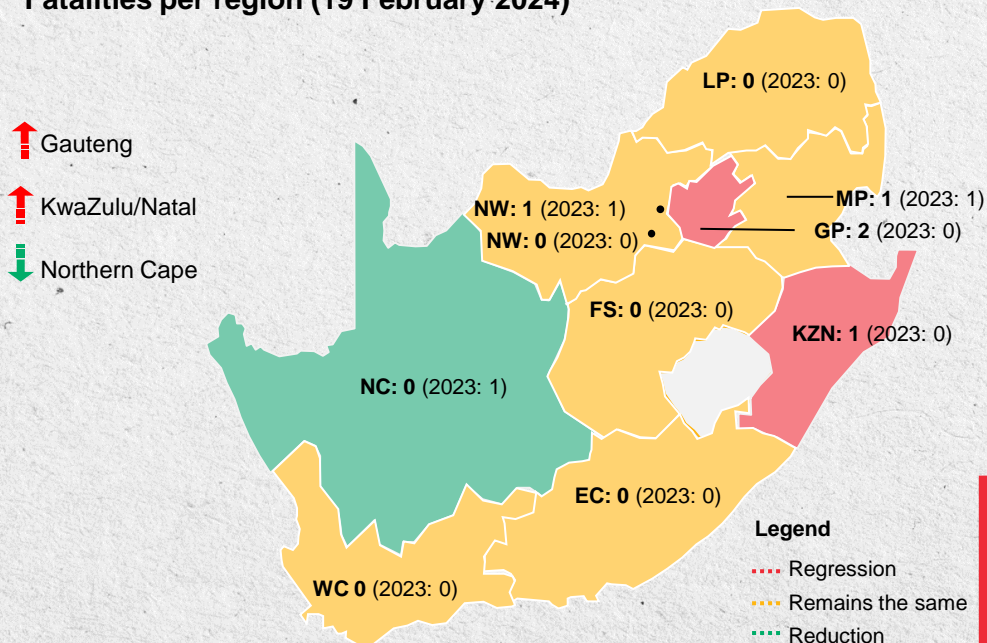 Fatalities per region (19 February 2024)
LP: 0 (2023: 0)
Gauteng
KwaZulu/Natal
Northern Cape
NW: 1 (2023: 1)
NW: 0 (2023: 0)
MP: 1 (2023: 1)
GP: 2 (2023: 0)
FS: 0 (2023: 0)
KZN: 1 (2023: 0)
NC: 0 (2023: 1)
EC: 0 (2023: 0)
WC 0 (2023: 0)
Legend
Regression
Remains the same
Reduction